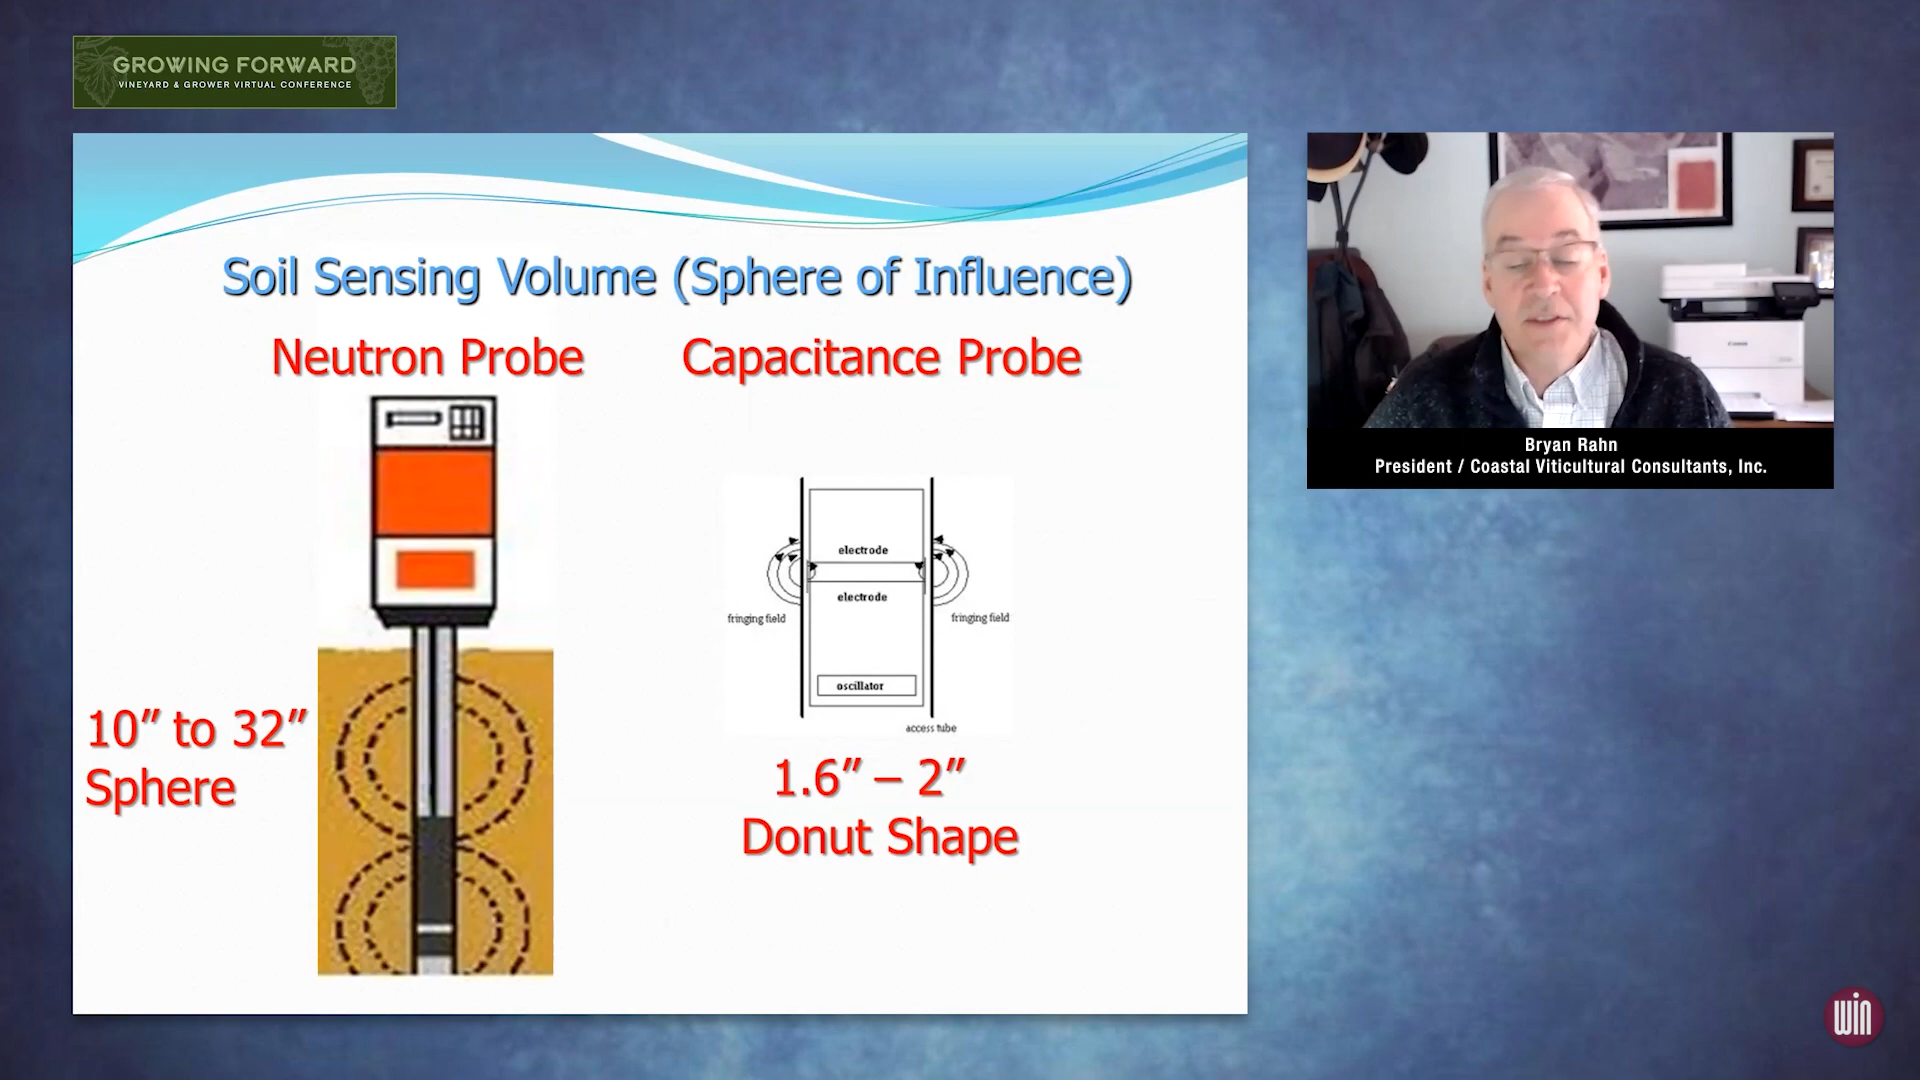 GROWING FORWARD
VINEYARD & GROWER VIRTUAL CONFERENCE
Soil Sensing Volume (Sphere of Influence)
Neutron Probe
Capacitance Probe
10” to 32”
Sphere
electrode
electrode
fringing field
fringing field
oscillator
access tube
1.6” – 2”
Donut Shape
Canon
Bryan Rahn
President / Coastal Viticultural Consultants, Inc.
win